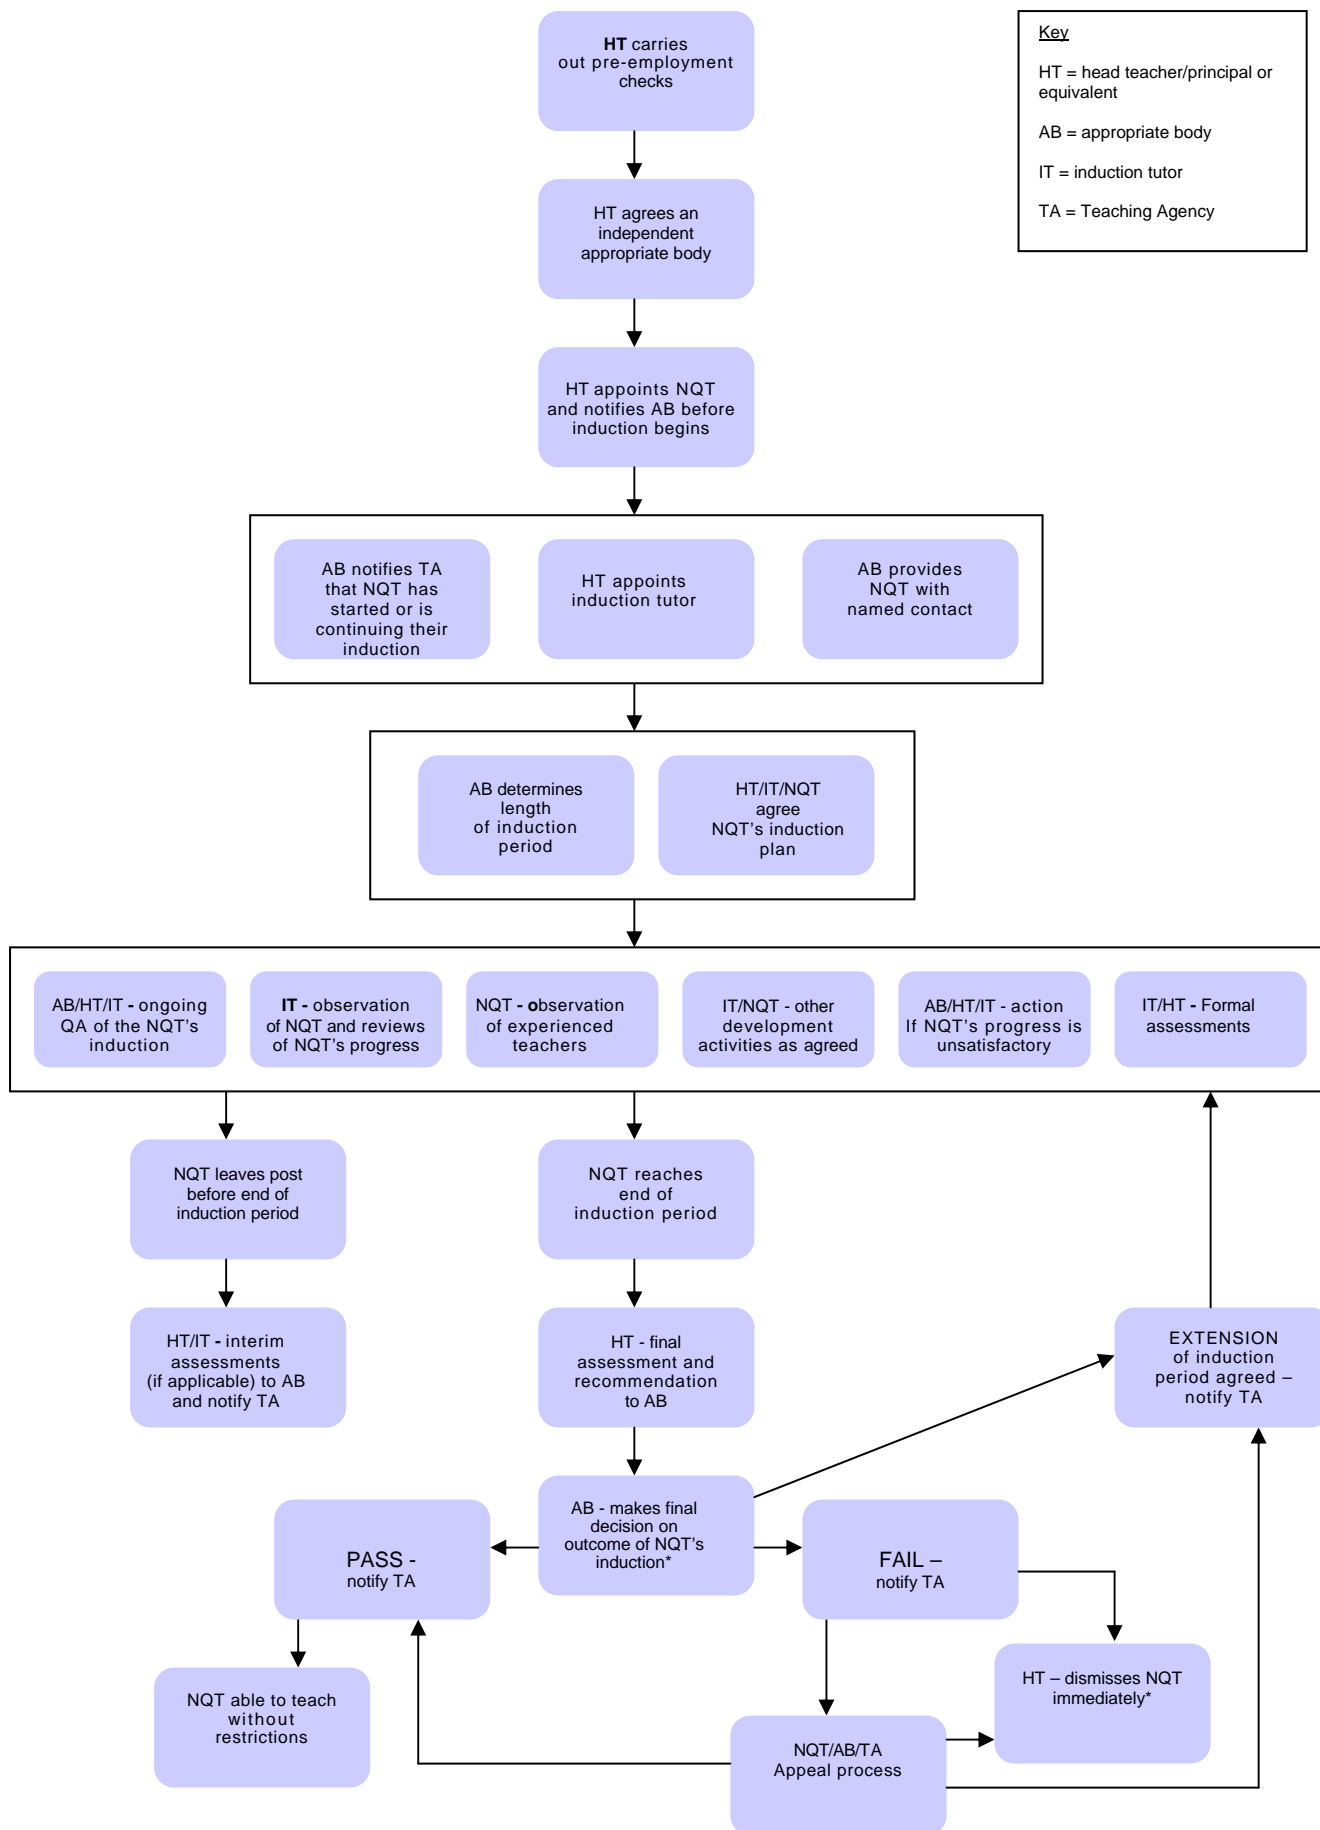 HT carries
out pre-employment
checks
Key
HT = head teacher/principal or
equivalent
AB = appropriate body
IT = induction tutor
TA = Teaching Agency
HT agrees an
independent
appropriate body
HT appoints NQT
and notifies AB before
induction begins
AB notifies TA
that NQT has
started or is
continuing their
induction
HT appoints
induction tutor
AB provides
NQT with
named contact
AB determines
length
of induction
period
HT/IT/NQT
agree
NQT’s induction
plan
AB/HT/IT - ongoing
QA of the NQT’s
induction
IT - observation
of NQT and reviews
of NQT’s progress
NQT - observation
of experienced
teachers
IT/NQT - other
development
activities as agreed
AB/HT/IT - action
If NQT’s progress is
unsatisfactory
IT/HT - Formal
assessments
NQT leaves post
before end of
induction period
NQT reaches
end of
induction period
HT/IT - interim
assessments
(if applicable) to AB
and notify TA
HT - final
assessment and
recommendation
to AB
EXTENSION
of induction
period agreed –
notify TA
AB - makes final
decision on
outcome of NQT’s
induction*
PASS -
notify TA
FAIL –
notify TA
NQT able to teach
without
restrictions
HT – dismisses NQT
immediately*
NQT/AB/TA
Appeal process